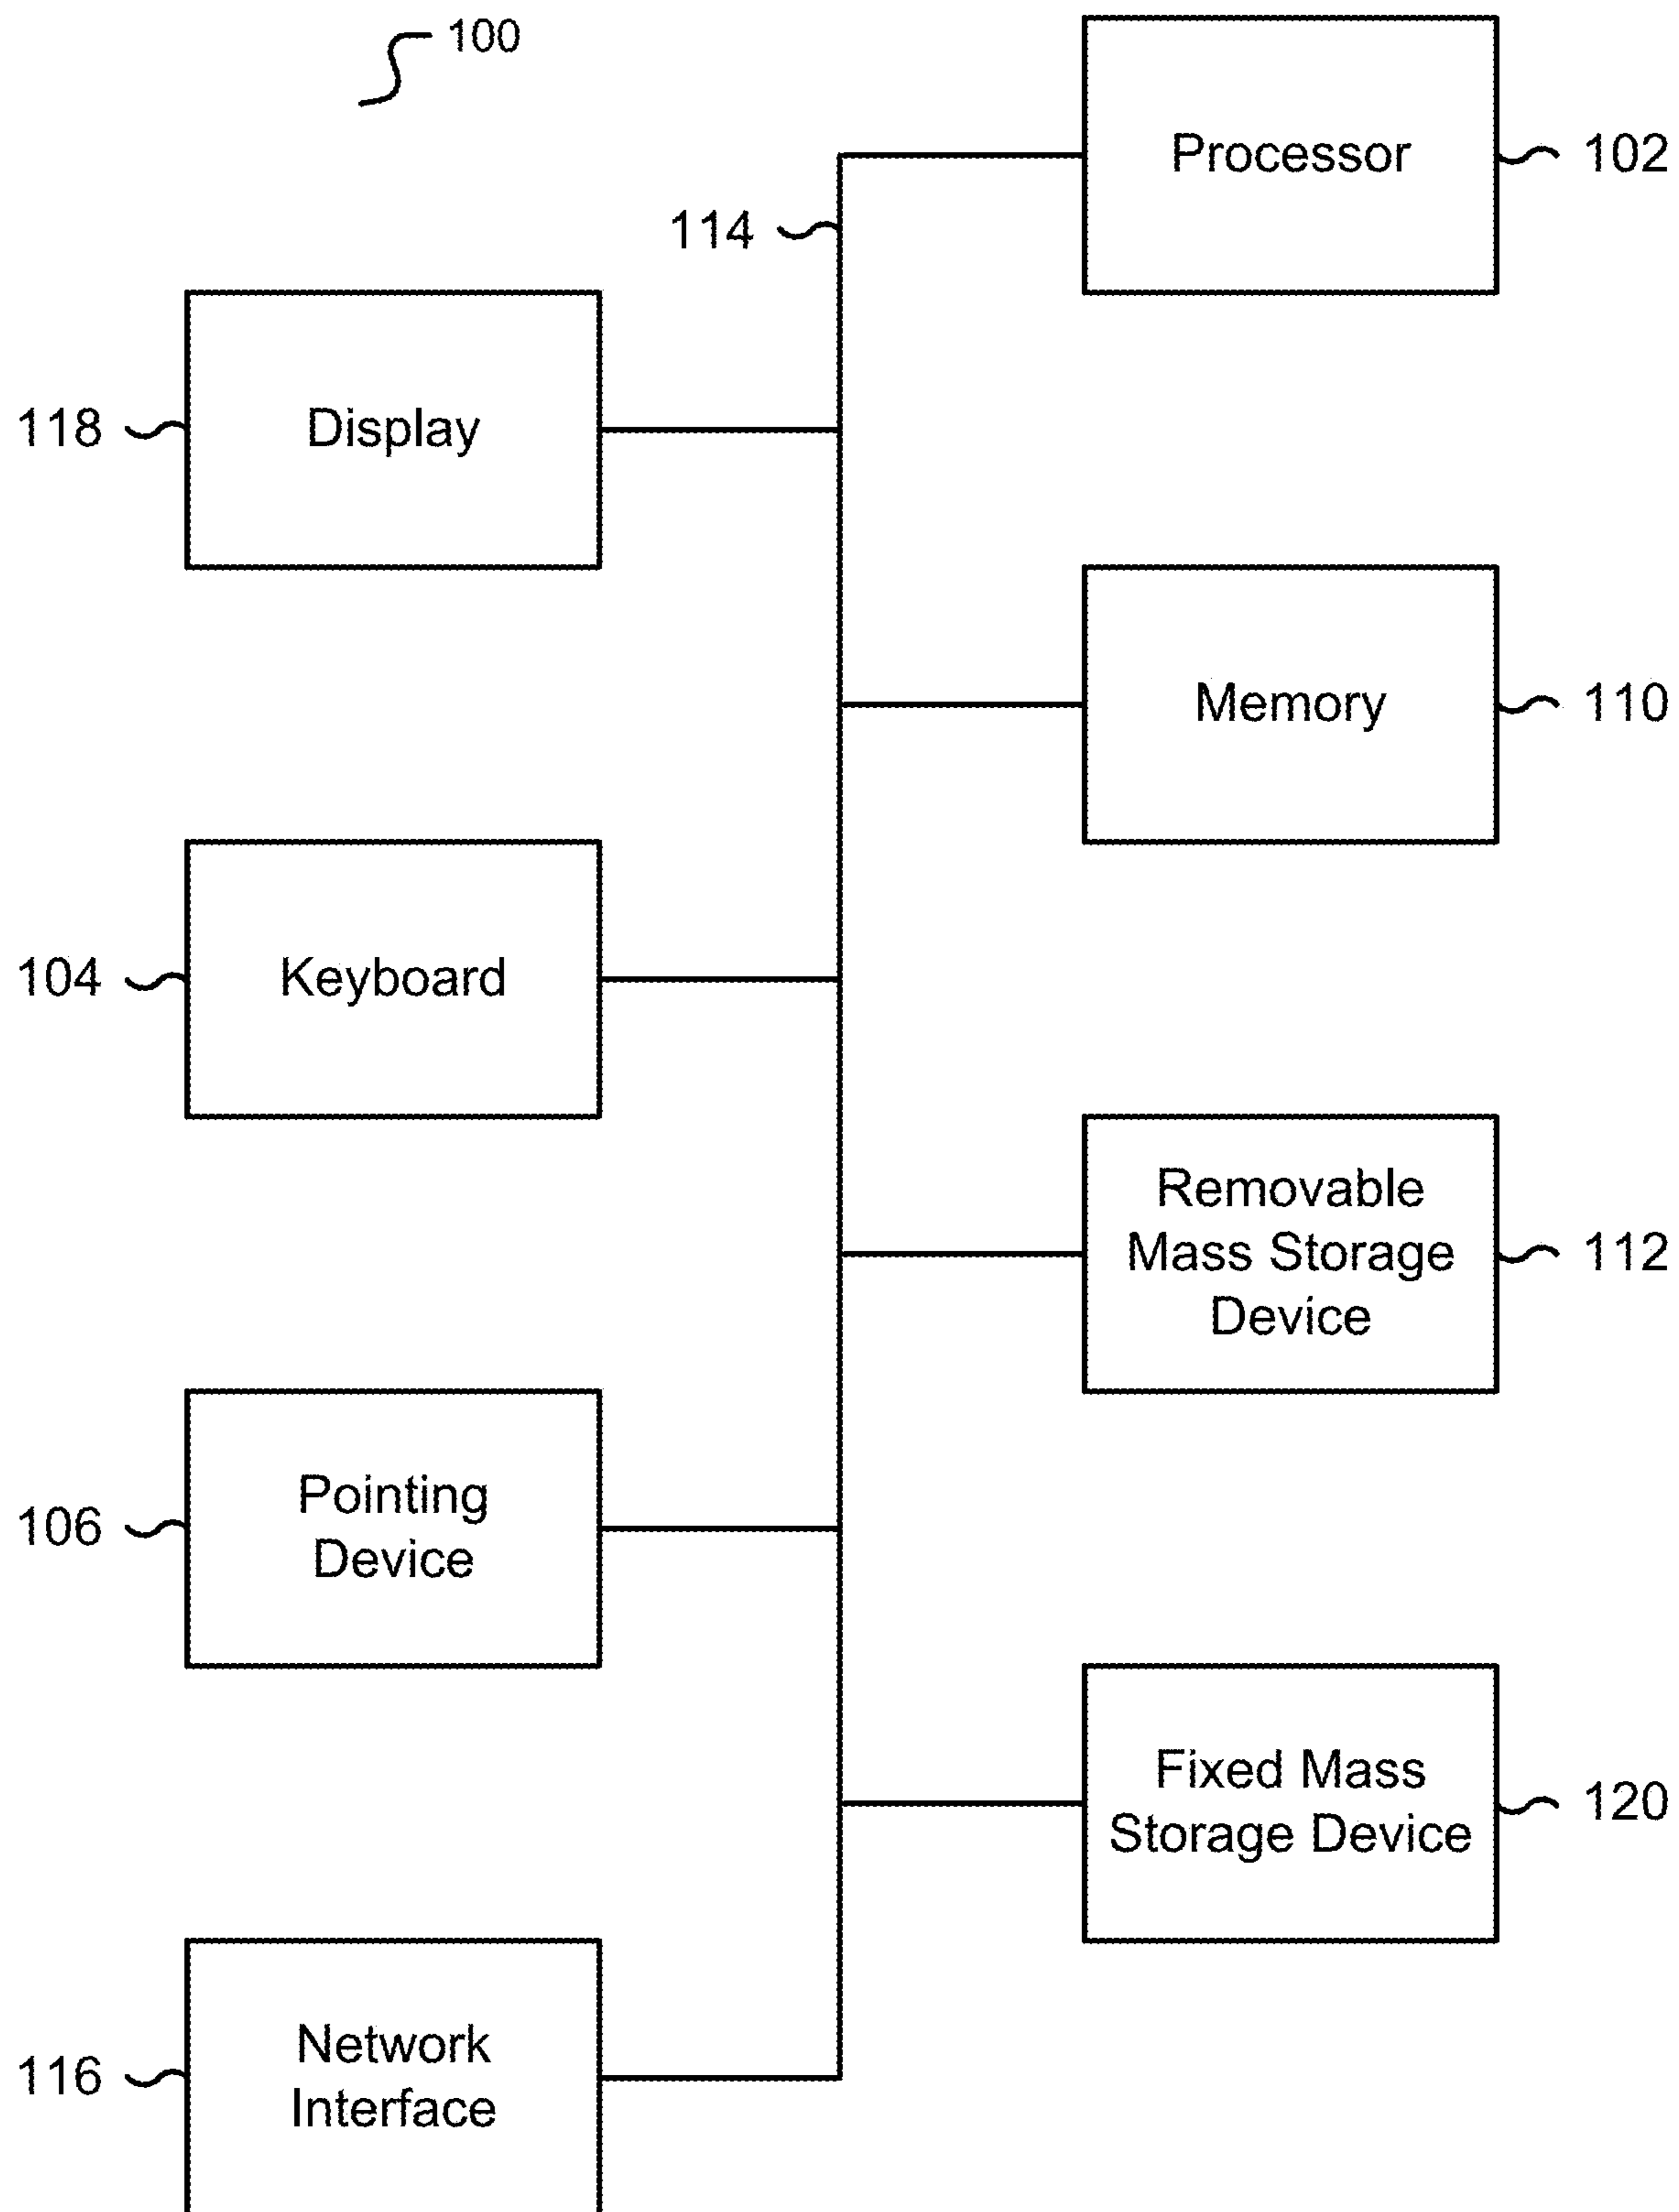 100
Processor
102
114
118
Display
Memory
110
104
Keyboard
Removable
Mass Storage
Device
112
106
Pointing
Device
Fixed Mass
Storage Device
120
116
Network
Interface